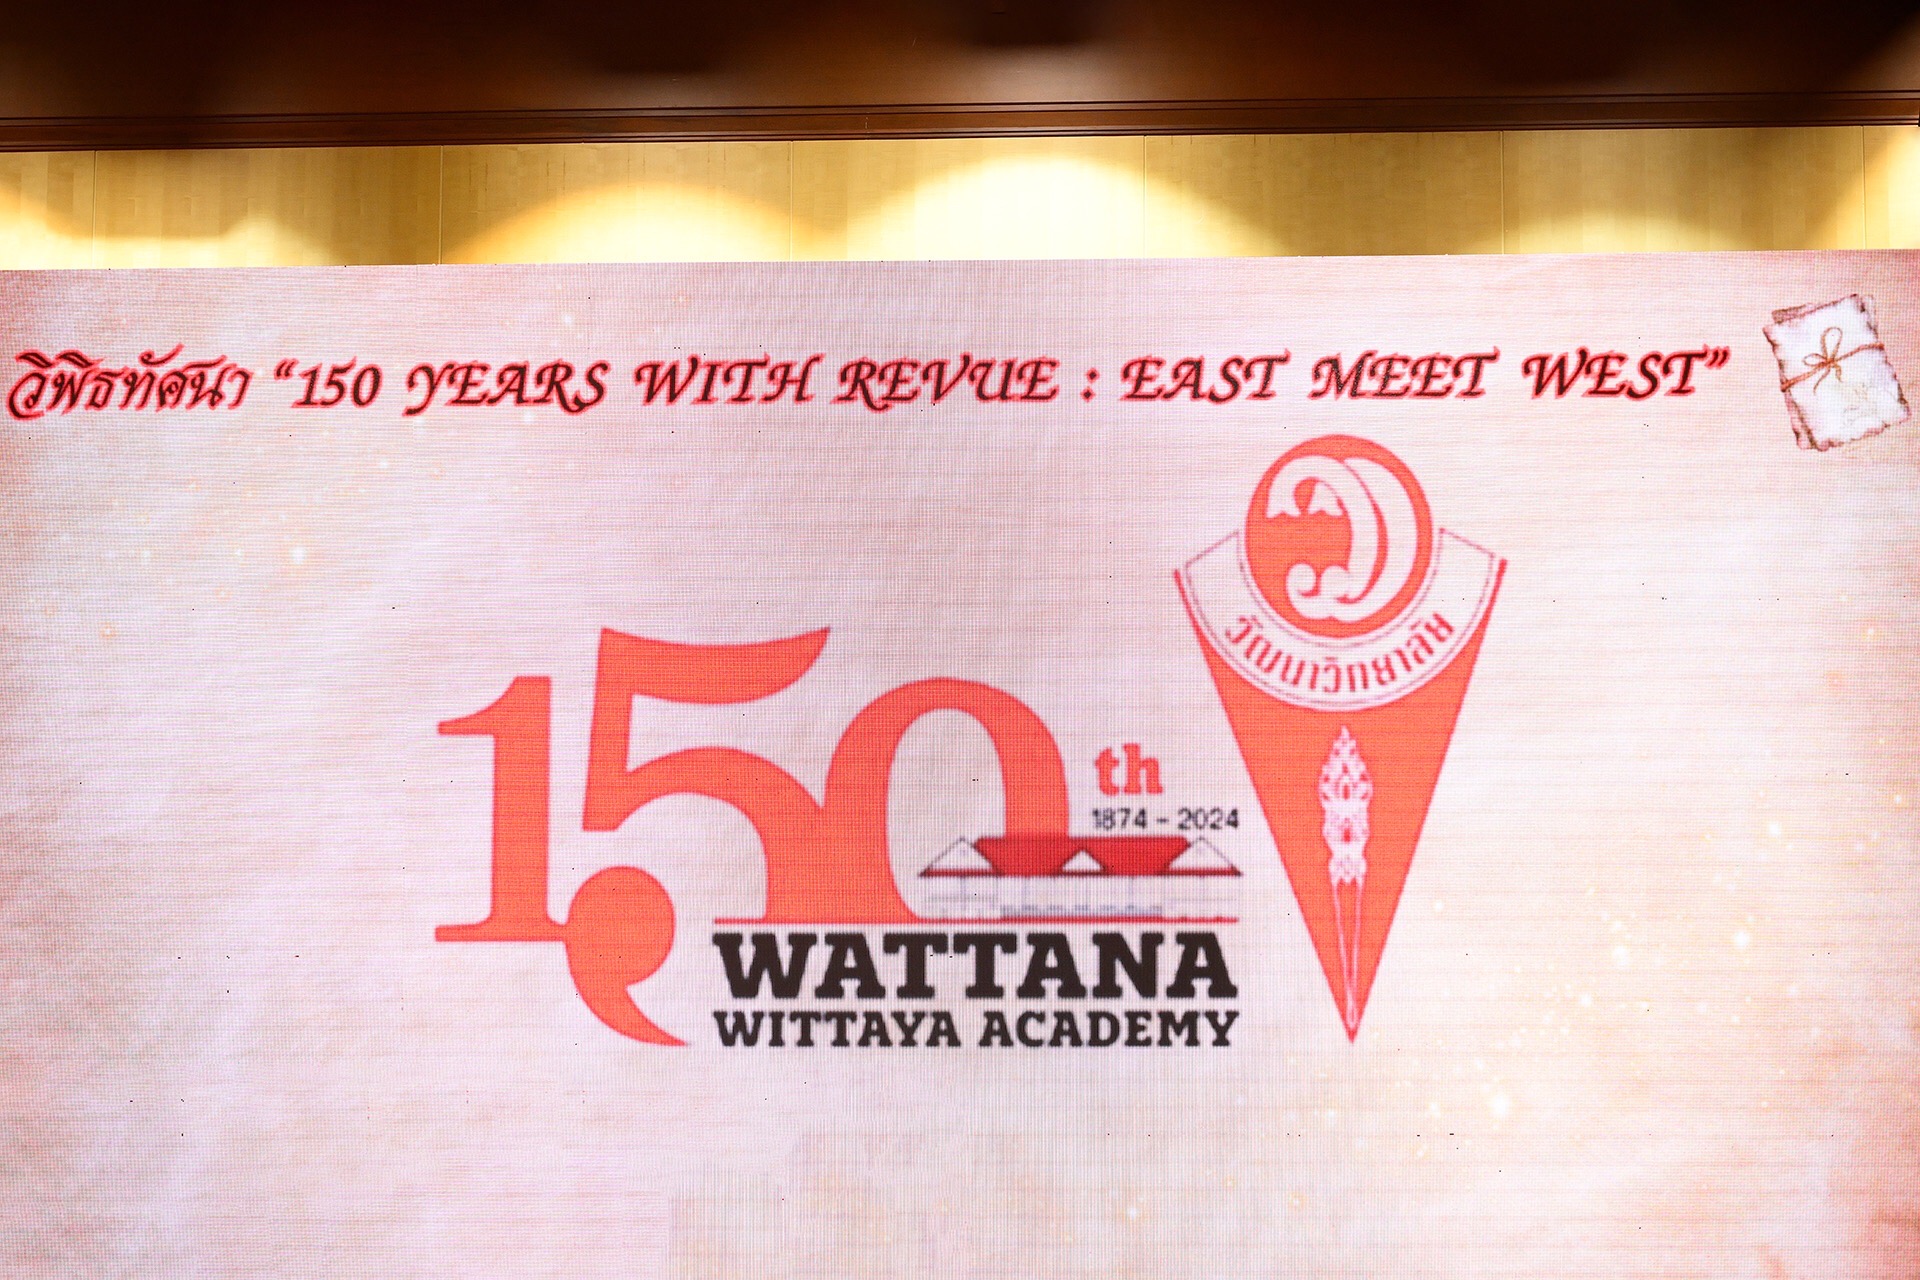 วิพิธทัศนา “150 YEARS WITH REVUE : EAST MEET WEST”
ว
วัฒนาวิทยาลัย
150 th
1874 - 2024
WATTANA
WITTAYA ACADEMY